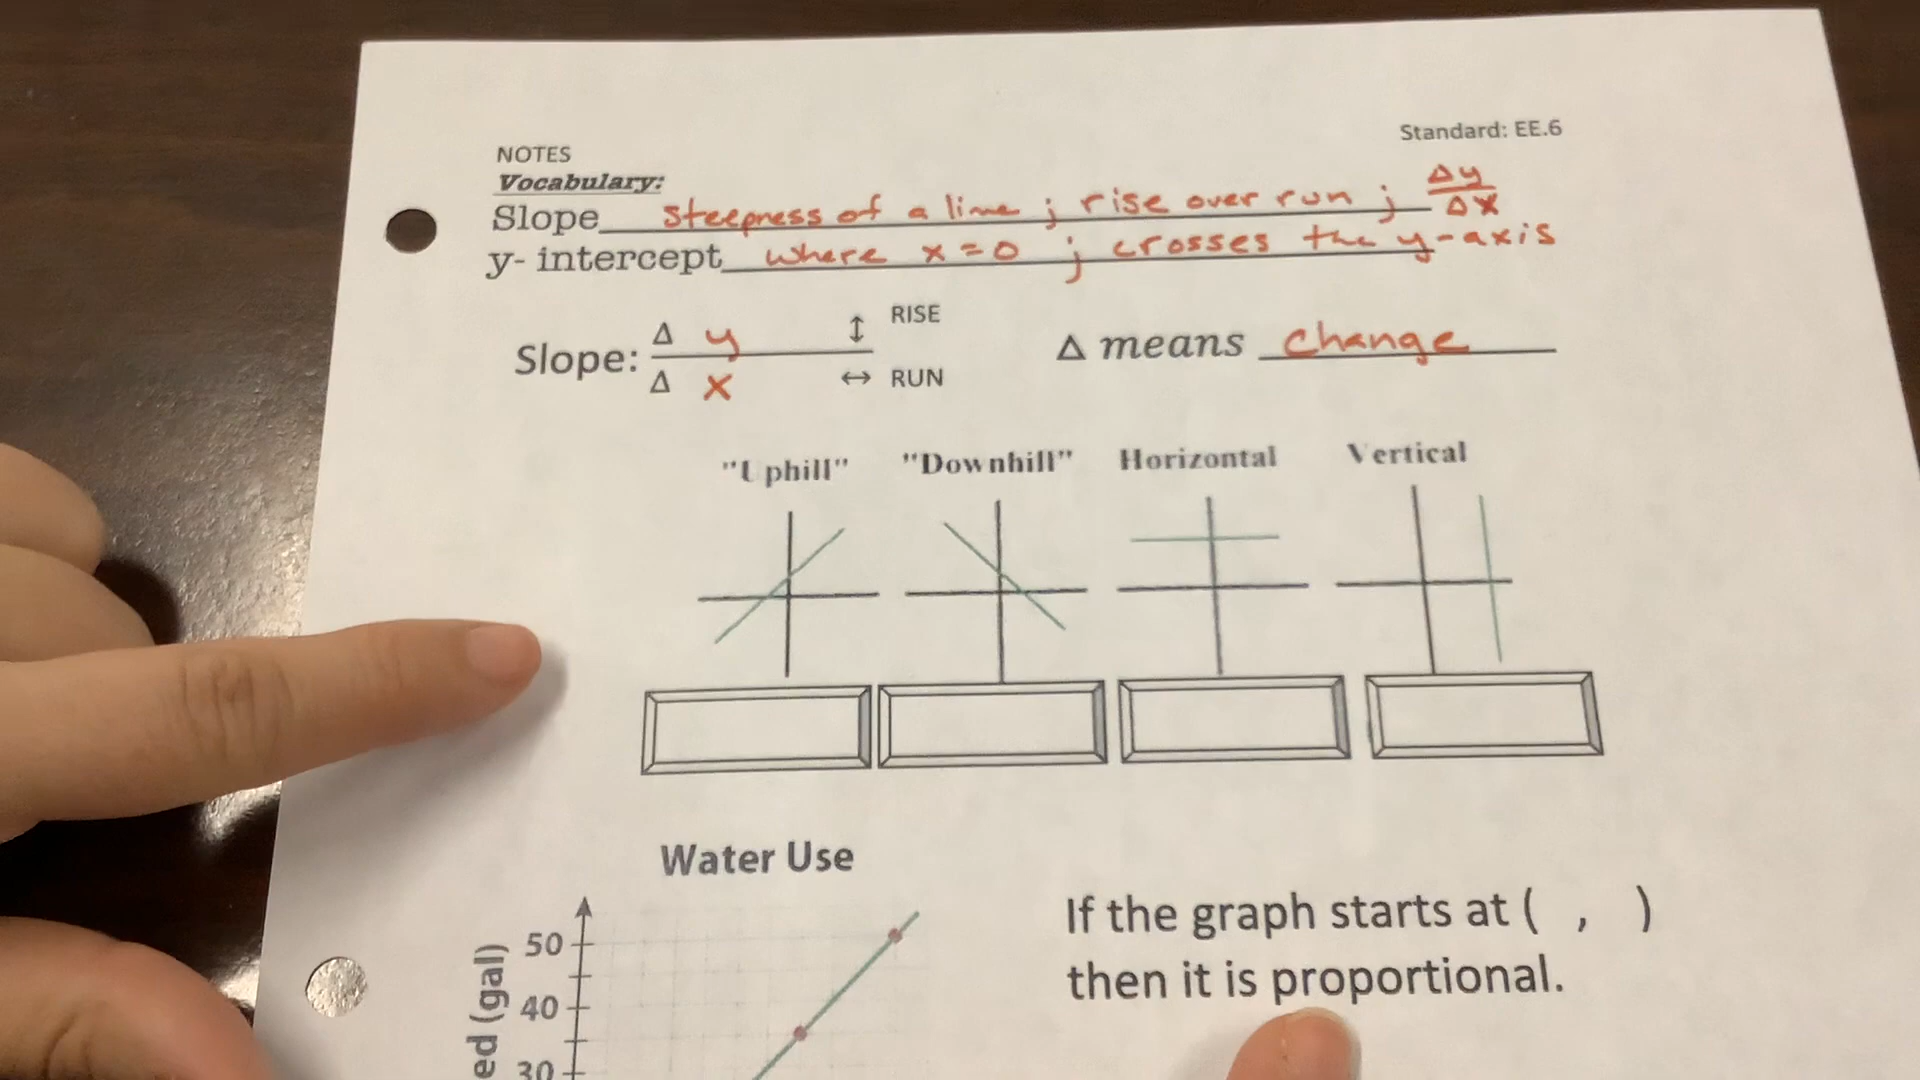 Standard: EE.6
NOTES
Vocabulary:
Slope steepness of a line ; rise over run ; Δy/Δx
y- intercept where x = 0 ; crosses the y-axis
Slope: Δ y ↕ RISE
Δ x ↔ RUN
Δ means change
"Uphill" "Downhill" Horizontal Vertical
Water Use
If the graph starts at ( , )
then it is proportional.
50
40
30
ed (gal)